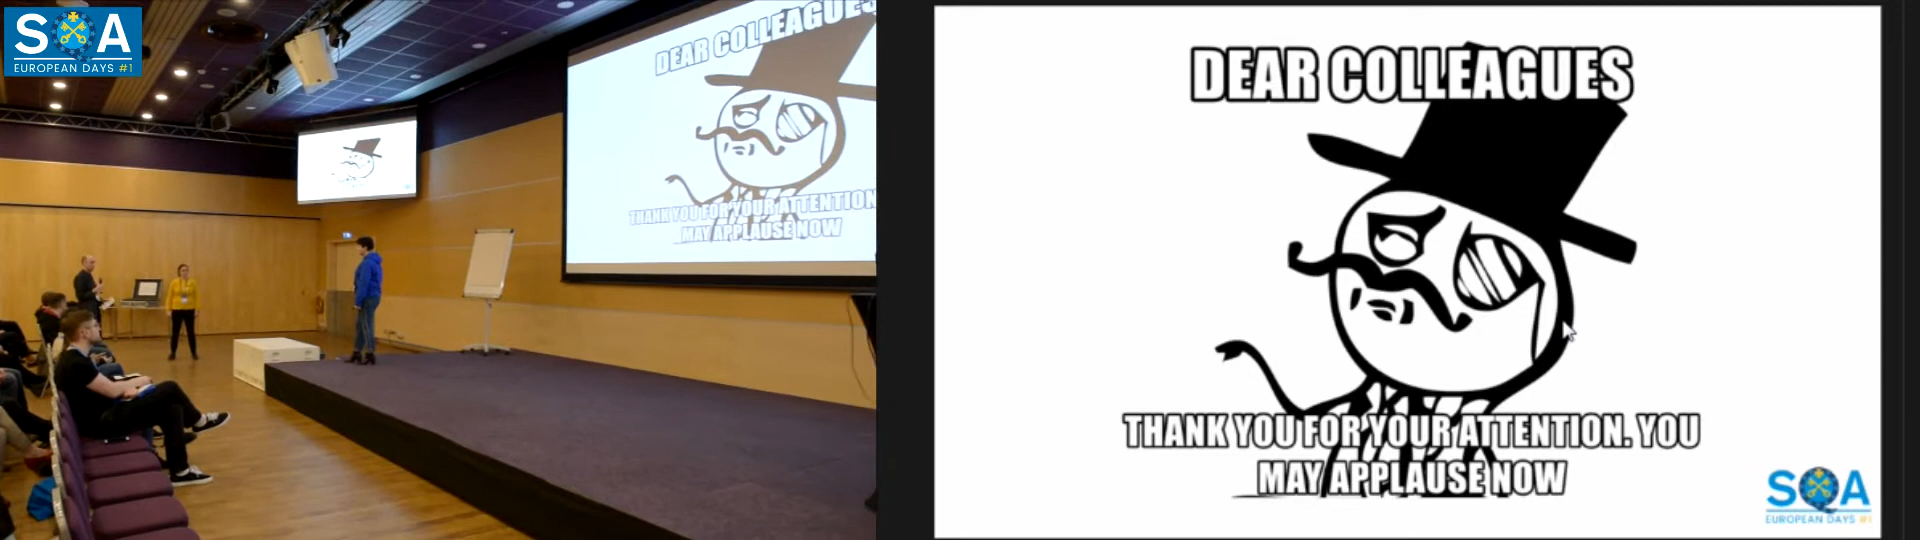 SQA
EUROPEAN DAYS #1
DEAR COLLEAGUES
THANK YOU FOR YOUR ATTENTION
MAY APPLAUSE NOW
DEAR COLLEAGUES
THANK YOU FOR YOUR ATTENTION. YOU
MAY APPLAUSE NOW
SQA
EUROPEAN DAYS #1